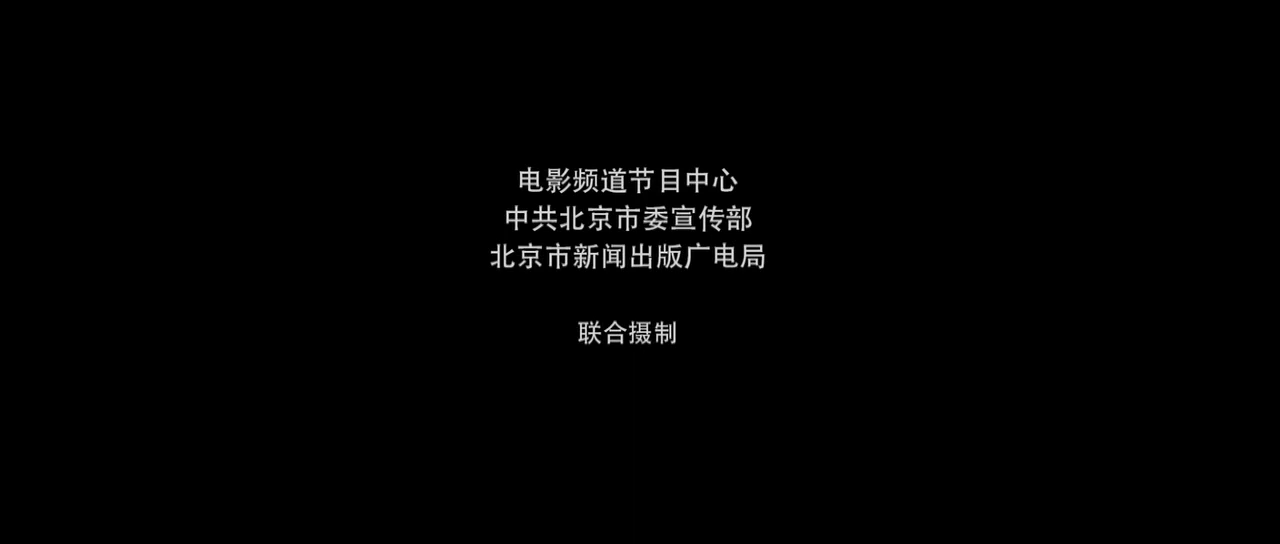 电影频道节目中心
中共北京市委宣传部
北京市新闻出版广电局
联合摄制